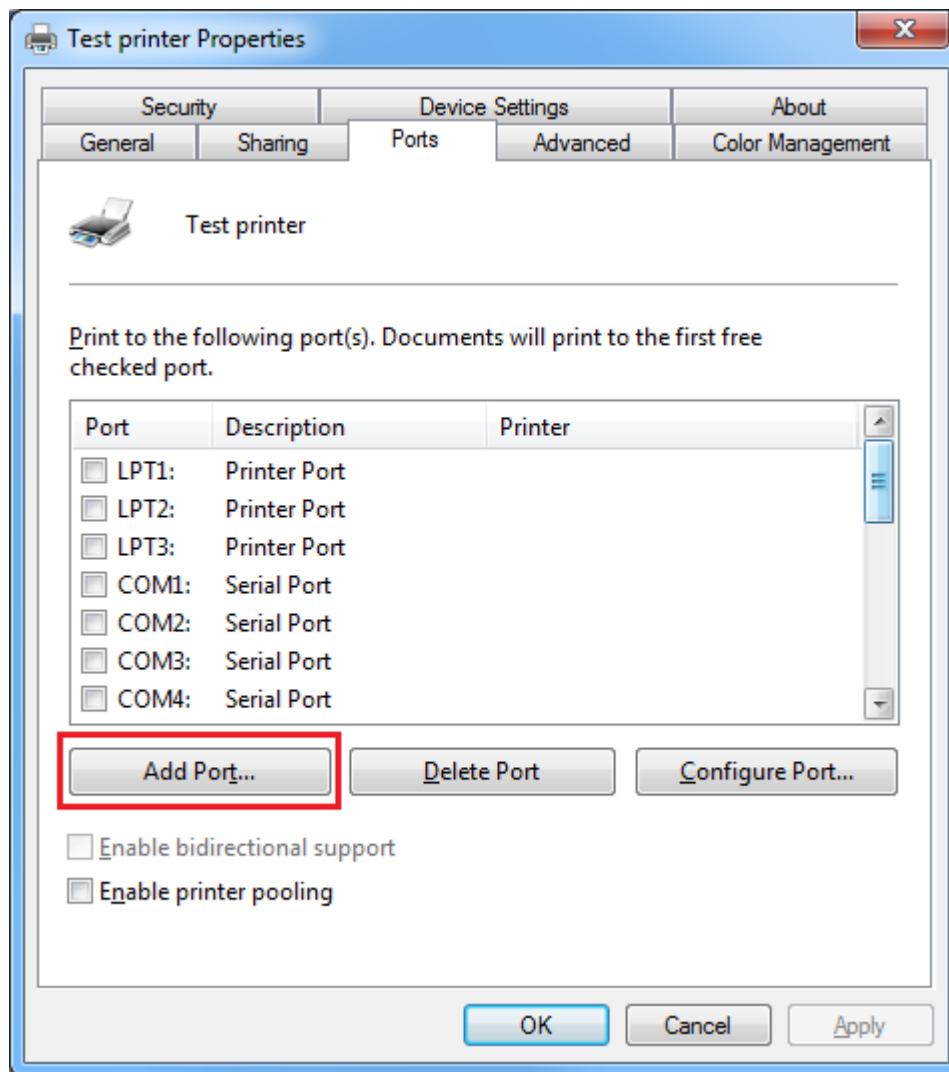 Test printer Properties
Security Device Settings About
General Sharing Ports Advanced Color Management
Test printer
Print to the following port(s). Documents will print to the first free
checked port.
Port Description Printer
LPT1: Printer Port
LPT2: Printer Port
LPT3: Printer Port
COM1: Serial Port
COM2: Serial Port
COM3: Serial Port
COM4: Serial Port
Add Port... Delete Port Configure Port...
Enable bidirectional support
Enable printer pooling
OK Cancel Apply